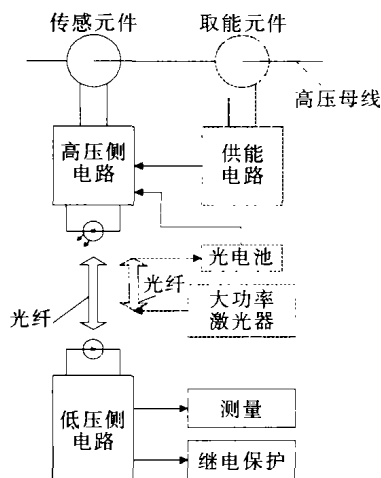 传感元件
取能元件
高压母线
高压侧
电路
供能
电路
光电池
光纤
光纤
大功率
激光器
低压侧
电路
测量
继电保护